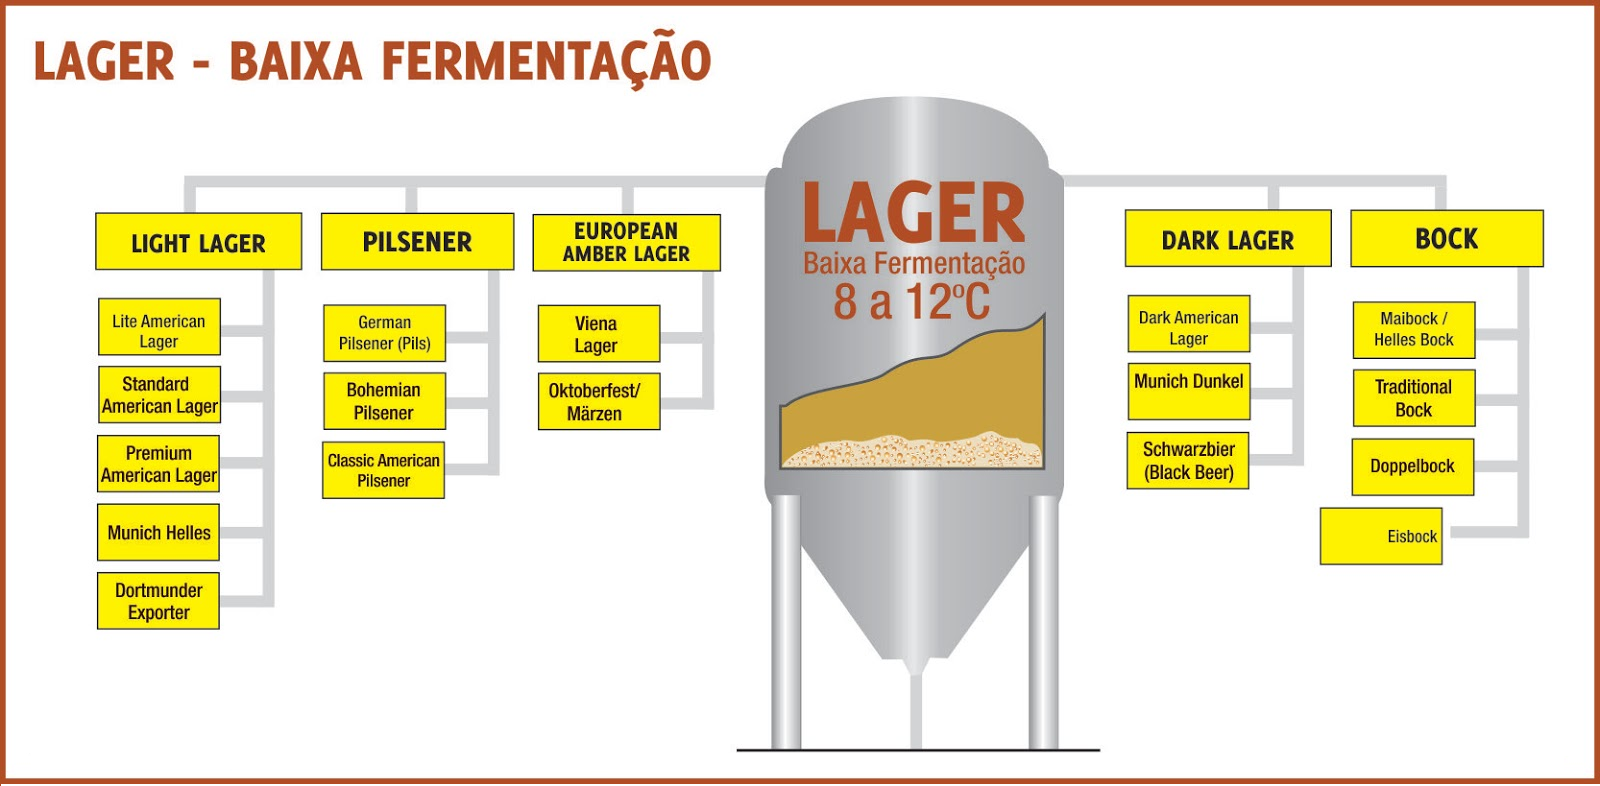 LAGER - BAIXA FERMENTAÇÃO
LIGHT LAGER
Lite American
Lager
Standard
American Lager
Premium
American Lager
Munich Helles
Dortmunder
Exporter
PILSENER
German
Pilsener (Pils)
Bohemian
Pilsener
Classic American
Pilsener
EUROPEAN
AMBER LAGER
Viena
Lager
Oktoberfest/
Märzen
LAGER
Baixa Fermentação
8 a 12ºC
DARK LAGER
Dark American
Lager
Munich Dunkel
Schwarzbier
(Black Beer)
BOCK
Maibock /
Helles Bock
Traditional
Bock
Doppelbock
Eisbock